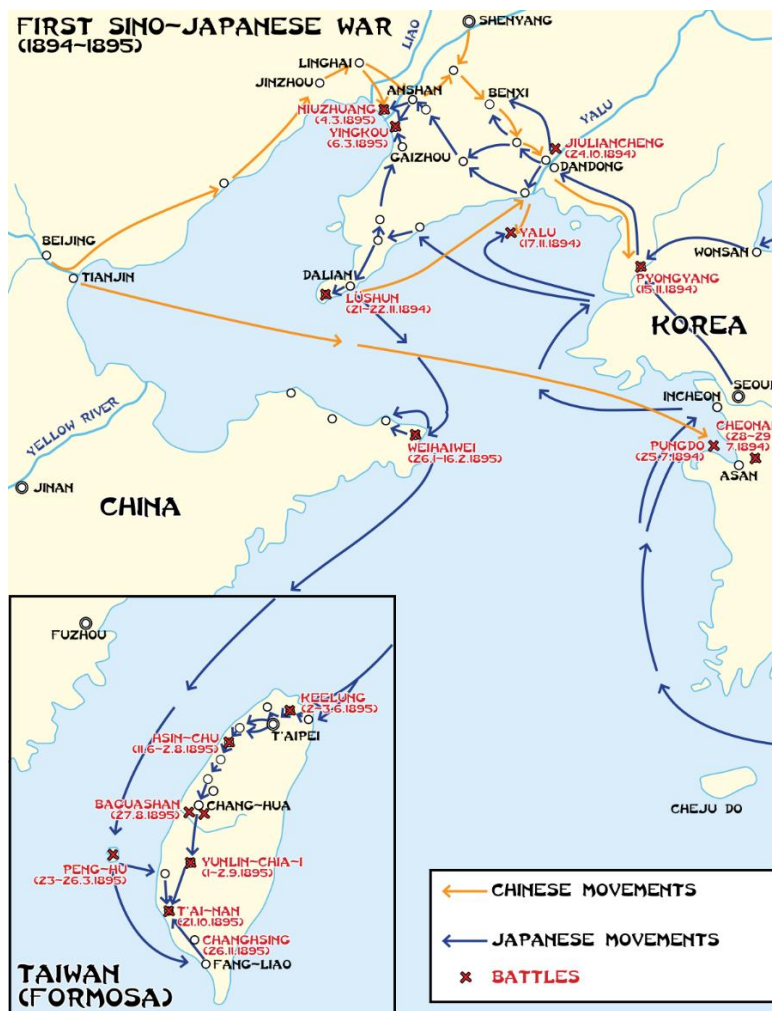 FIRST SINO-JAPANESE WAR
(1894-1895)
LIAO
SHENYANG
LINGHAI
JINZHOU
ANSHAN
BENXI
YALU
NIUZHUANG
(4.3.1895)
YINGKOU
(6.3.1895)
JIULIANCHENG
(24.10.1894)
DANDONG
GAIZHOU
BEIJING
TIANJIN
YALU
(17.11.1894)
WONSAN
DALIAN
LUSHUN
(21-22.11.1894)
PYONGYANG
(15.11.1894)
KOREA
SEOUL
INCHEON
CHEONAN
(28-29.
7.1894)
PUNGDO
(25.7.1894)
ASAN
YELLOW RIVER
WEIHAIWEI
(26.1-16.2.1895)
JINAN
CHINA
FUZHOU
KEELUNG
(2-3.6.1895)
T'AIPEI
HSIN-CHU
(11.6-2.8.1895)
BAGUASHAN
(27.8.1895)
CHANG-HUA
PENG-HU
(23-26.3.1895)
YUNLIN-CHIA-I
(1-2.9.1895)
T'AI-NAN
(21.10.1895)
CHANGHSING
(26.11.1895)
FANG-LIAO
TAIWAN
(FORMOSA)
CHEJU DO
CHINESE MOVEMENTS
JAPANESE MOVEMENTS
BATTLES